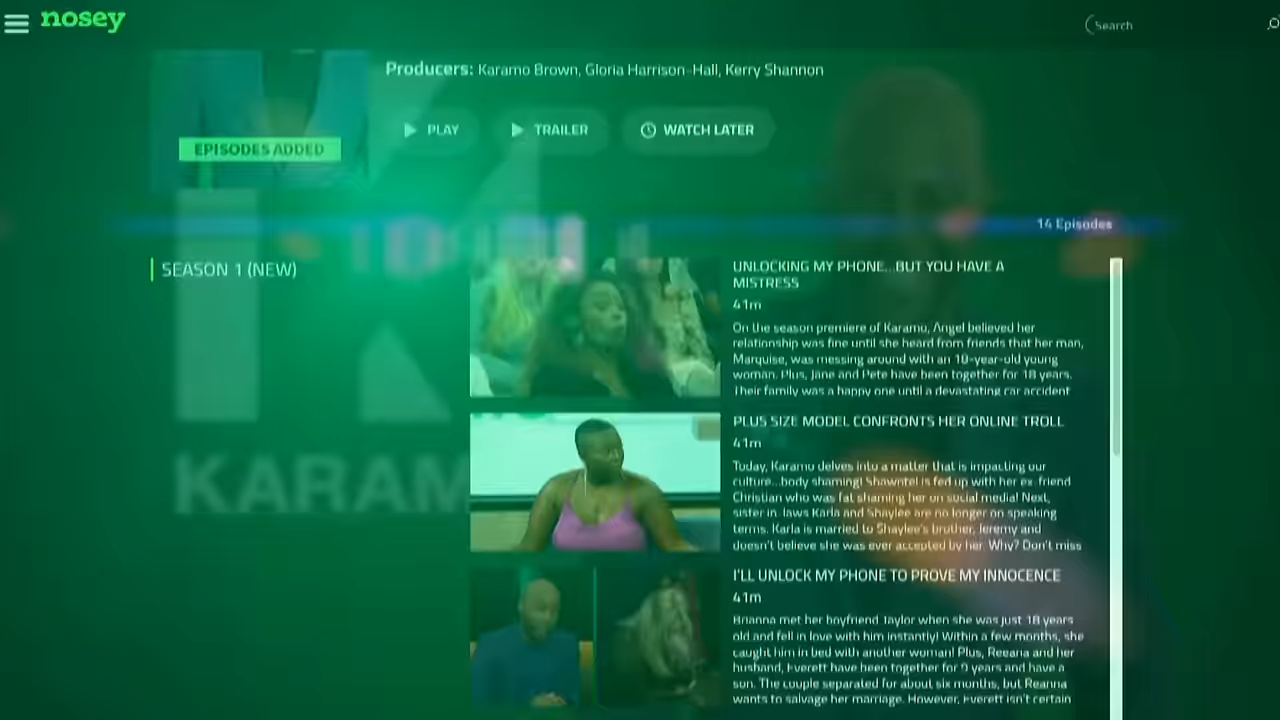 nosey
Search
Producers: Karamo Brown, Gloria Harrison-Hall, Kerry Shannon
PLAY
TRAILER
WATCH LATER
EPISODES ADDED
14 Episodes
SEASON 1 (NEW)
UNLOCKING MY PHONE...BUT YOU HAVE A
MISTRESS
41m
On the season premiere of Karamo, Angel believed her
relationship was fine until she heard from friends that her man,
Marquise, was messing around with an 18-year-old young
woman. Plus, Jane and Pete have been together for 18 years.
Their family was a happy one until a devastating car accident
PLUS SIZE MODEL CONFRONTS HER ONLINE TROLL
41m
Today, Karamo delves into a matter that is impacting our
culture...body shaming! Shawntel is fed up with her ex-friend
Christian who was fat shaming her on social media! Next,
sister-in-laws Karla and Shaylee are no longer on speaking
terms. Karla is married to Shaylee's brother, Jeremy and
doesn't believe she was ever accepted by her. Why? Don't miss
I'LL UNLOCK MY PHONE TO PROVE MY INNOCENCE
41m
Brianna met her boyfriend Taylor when she was just 18 years
old and fell in love with him instantly! Within a few months, she
caught him in bed with another woman! Plus, Reeana and her
husband, Everett have been together for 9 years and have a
son. The couple separated for about six months, but Reanna
wants to salvage her marriage. However, Everett isn't certain
KARAM